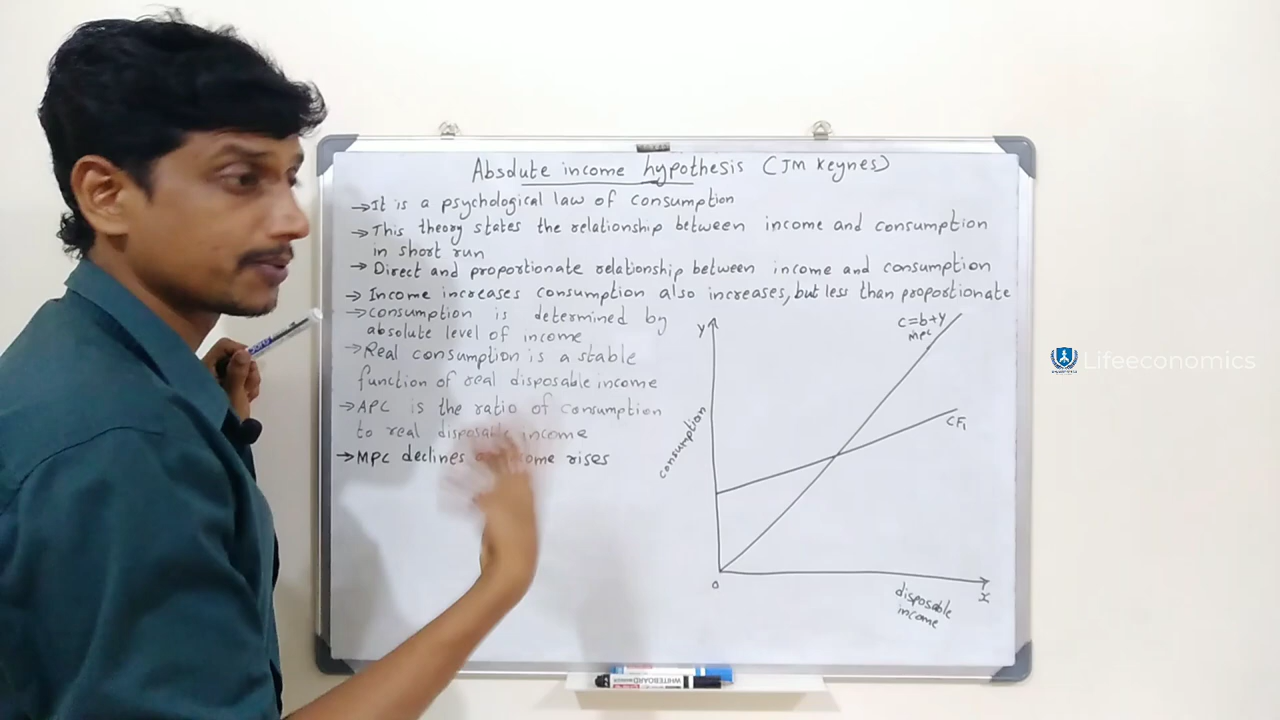 Absolute income hypothesis (JM Keynes)
→It is a psychological law of consumption
→This theory states the relationship between income and consumption
in short run
→Direct and proportionate relationship between income and consumption
→Income increases consumption also increases, but less than proportionate
→consumption is determined by
absolute level of income
→Real consumption is a stable
function of real disposable income
→APC is the ratio of consumption
to real disposable income
→MPC declines rises
y
c=b+y
MPC
consumption
CF1
0
x
disposable
income
WHITEBOARD
Lifeeconomics